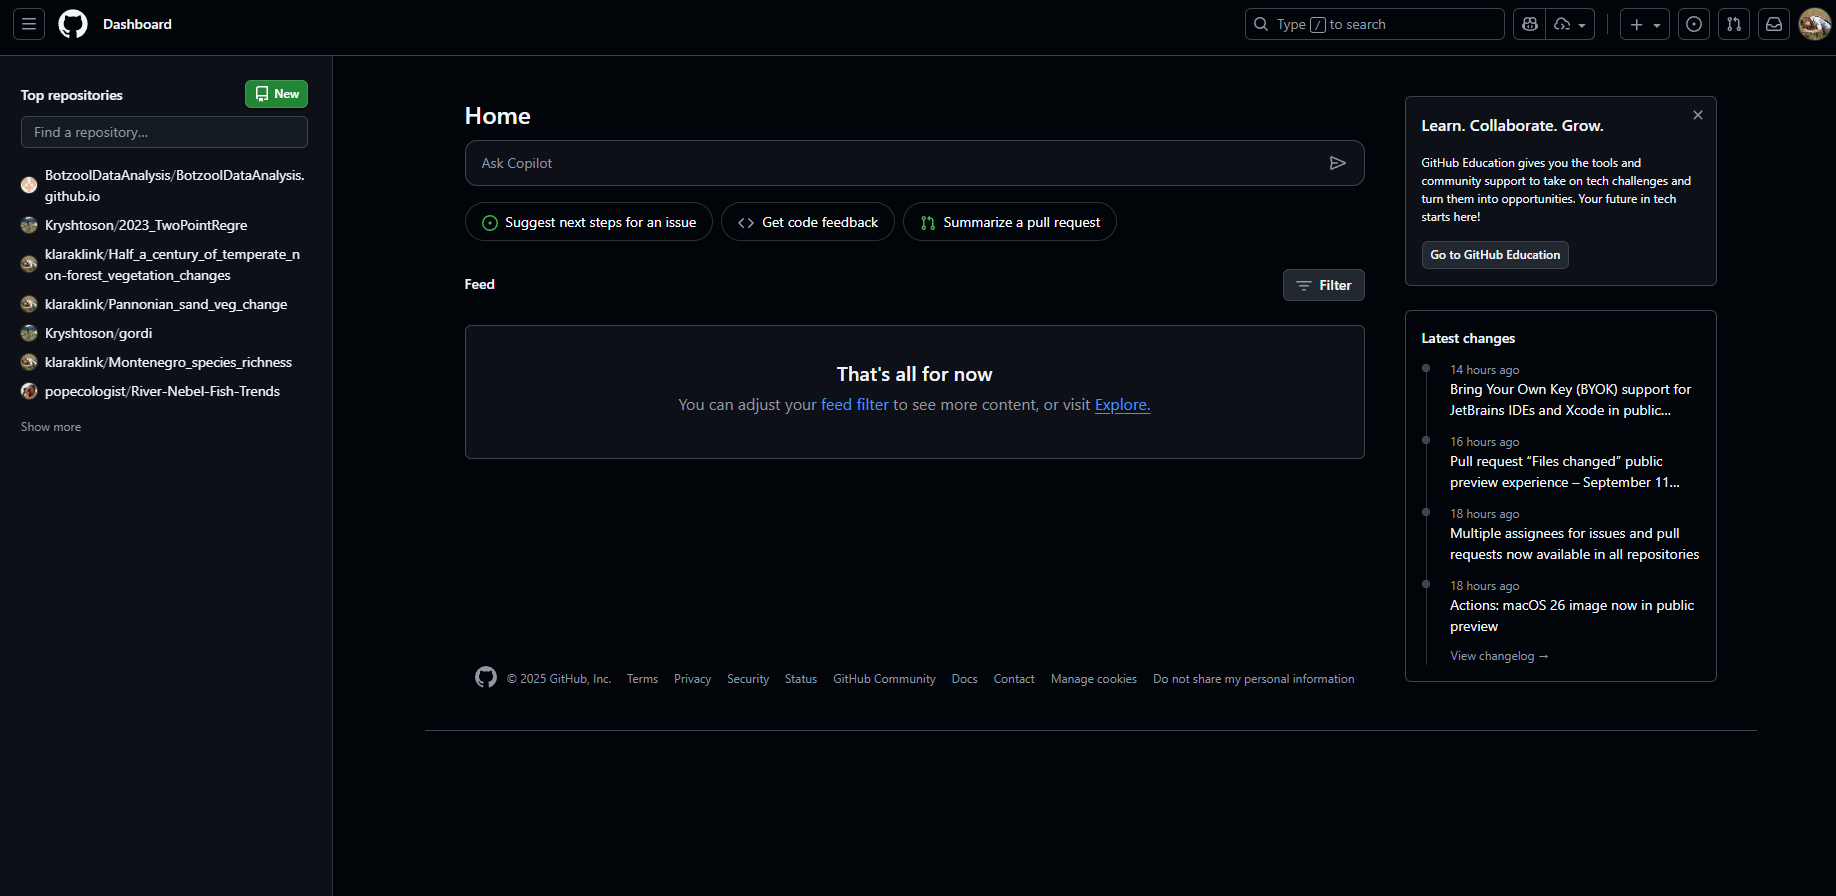 Dashboard
Type / to search
Top repositories
New
Find a repository...
BotzoolDataAnalysis/BotzoolDataAnalysis.
github.io
Kryshtoson/2023_TwoPointRegre
klaraklink/Half_a_century_of_temperate_n
on-forest_vegetation_changes
klaraklink/Pannonian_sand_veg_change
Kryshtoson/gordi
klaraklink/Montenegro_species_richness
popecologist/River-Nebel-Fish-Trends
Show more
Home
Ask Copilot
Suggest next steps for an issue
Get code feedback
Summarize a pull request
Feed
Filter
That's all for now
You can adjust your feed filter to see more content, or visit Explore.
Learn. Collaborate. Grow.
GitHub Education gives you the tools and
community support to take on tech challenges and
turn them into opportunities. Your future in tech
starts here!
Go to GitHub Education
Latest changes
14 hours ago
Bring Your Own Key (BYOK) support for
JetBrains IDEs and Xcode in public...
16 hours ago
Pull request “Files changed” public
preview experience – September 11...
18 hours ago
Multiple assignees for issues and pull
requests now available in all repositories
18 hours ago
Actions: macOS 26 image now in public
preview
View changelog →
© 2025 GitHub, Inc.
Terms
Privacy
Security
Status
GitHub Community
Docs
Contact
Manage cookies
Do not share my personal information